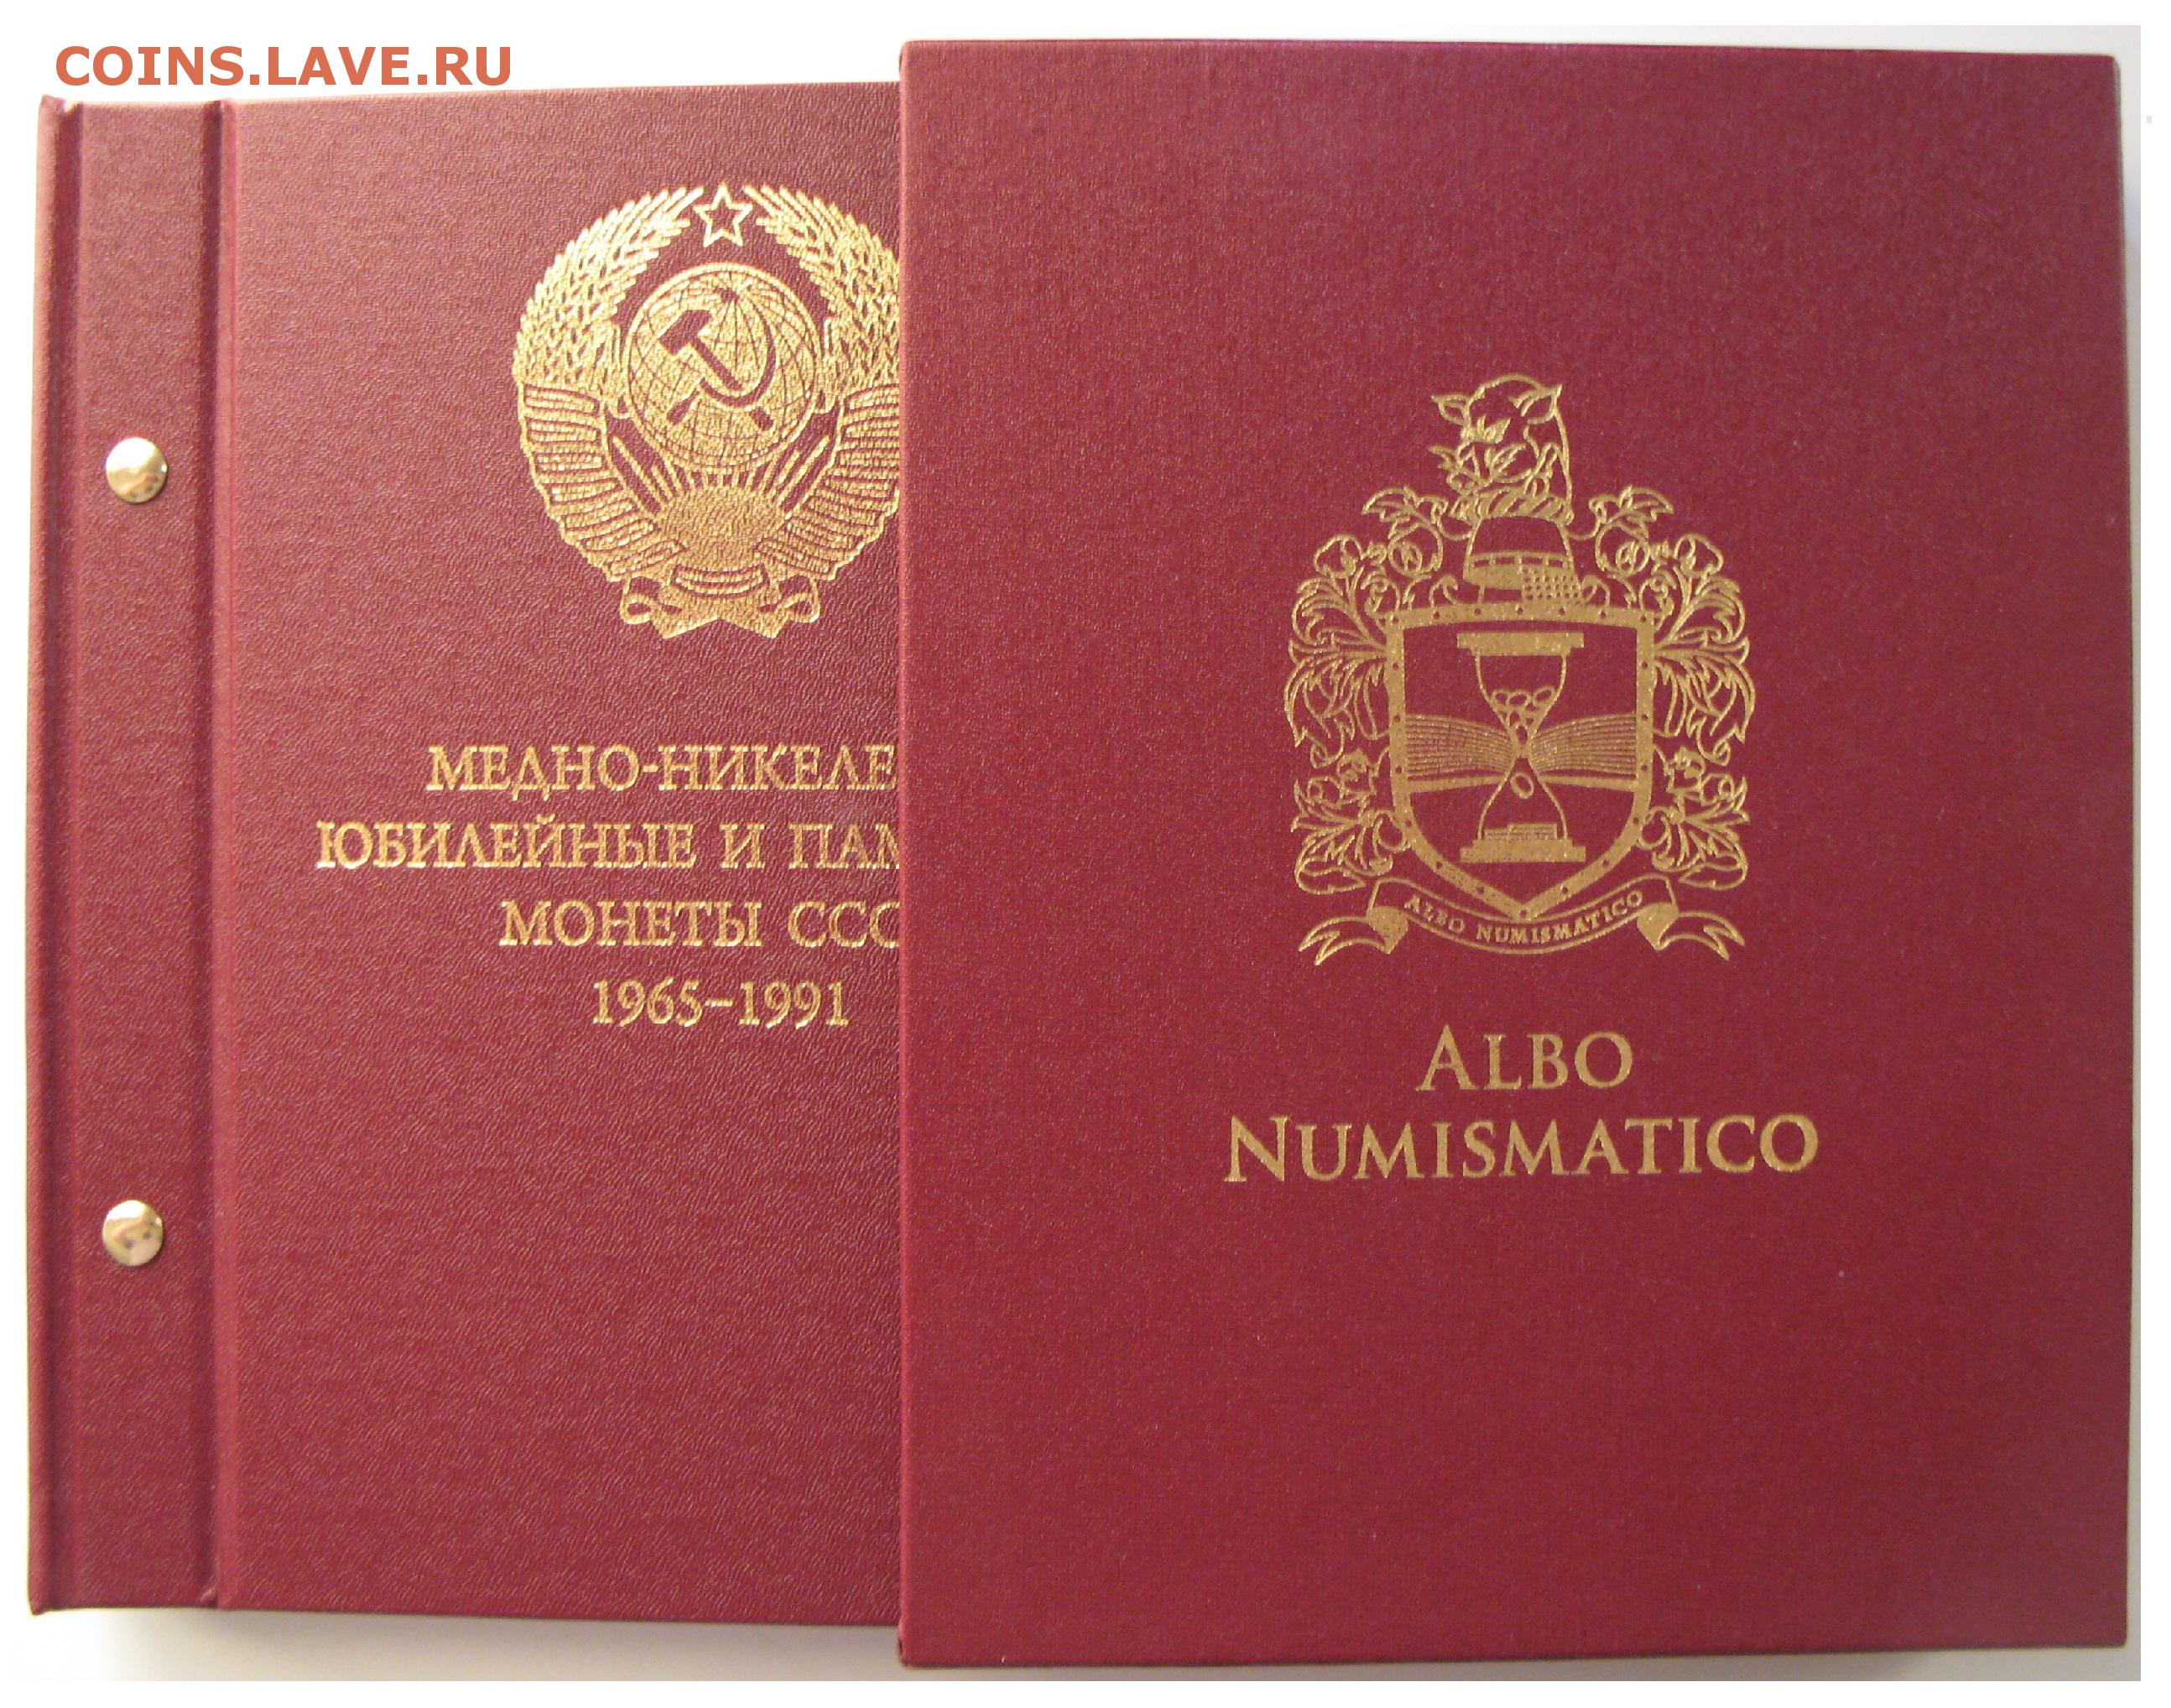 COINS.LAVE.RU
МЕДНО-НИКЕЛЕ
ЮБИЛЕЙНЫЕ И ПАМ
МОНЕТЫ ССС
1965-1991
ALBO NUMISMATICO
ALBO
NUMISMATICO